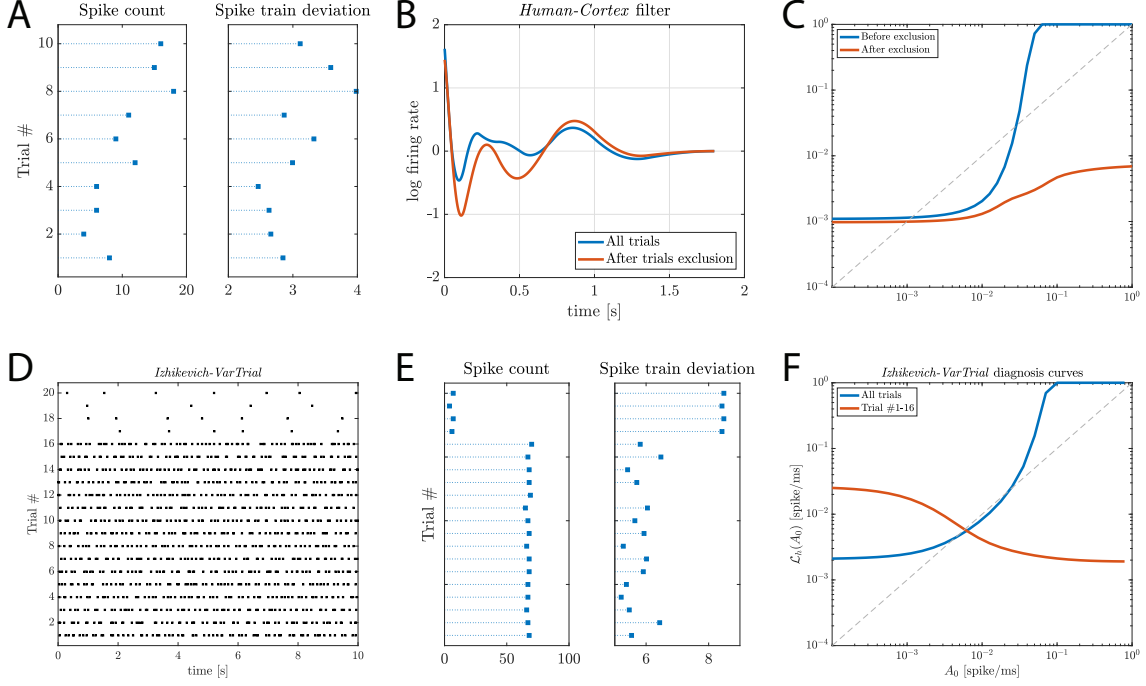 A
Spike count
Spike train deviation
Trial #
10
8
6
4
2
0
10
20
2
3
4
B
Human-Cortex filter
log firing rate
2
1
0
-1
-2
All trials
After trials exclusion
0
0.5
1
1.5
2
time [s]
C
10^0
10^-1
10^-2
10^-3
10^-4
Before exclusion
After exclusion
10^-3
10^-2
10^-1
10^0
D
Izhikevich-VarTrial
Trial #
20
18
16
14
12
10
8
6
4
2
0
2
4
6
8
10
time [s]
E
Spike count
Spike train deviation
Trial #
0
50
100
6
8
F
Izhikevich-VarTrial diagnosis curves
ℒ_h(A_0) [spike/ms]
10^0
10^-1
10^-2
10^-3
10^-4
All trials
Trial #1-16
10^-3
10^-2
10^-1
10^0
A_0 [spike/ms]